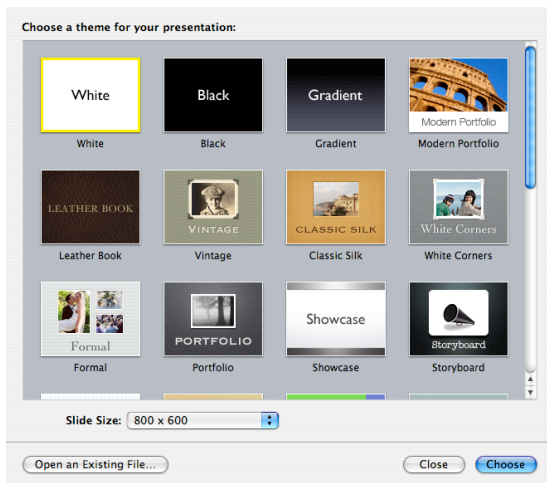 Choose a theme for your presentation:
White Black Gradient Modern Portfolio
White Black Gradient Modern Portfolio
LEATHER BOOK VINTAGE CLASSIC SILK White Corners
Leather Book Vintage Classic Silk White Corners
Formal PORTFOLIO Showcase Storyboard
Formal Portfolio Showcase Storyboard
Slide Size: 800 x 600
Open an Existing File... Close Choose